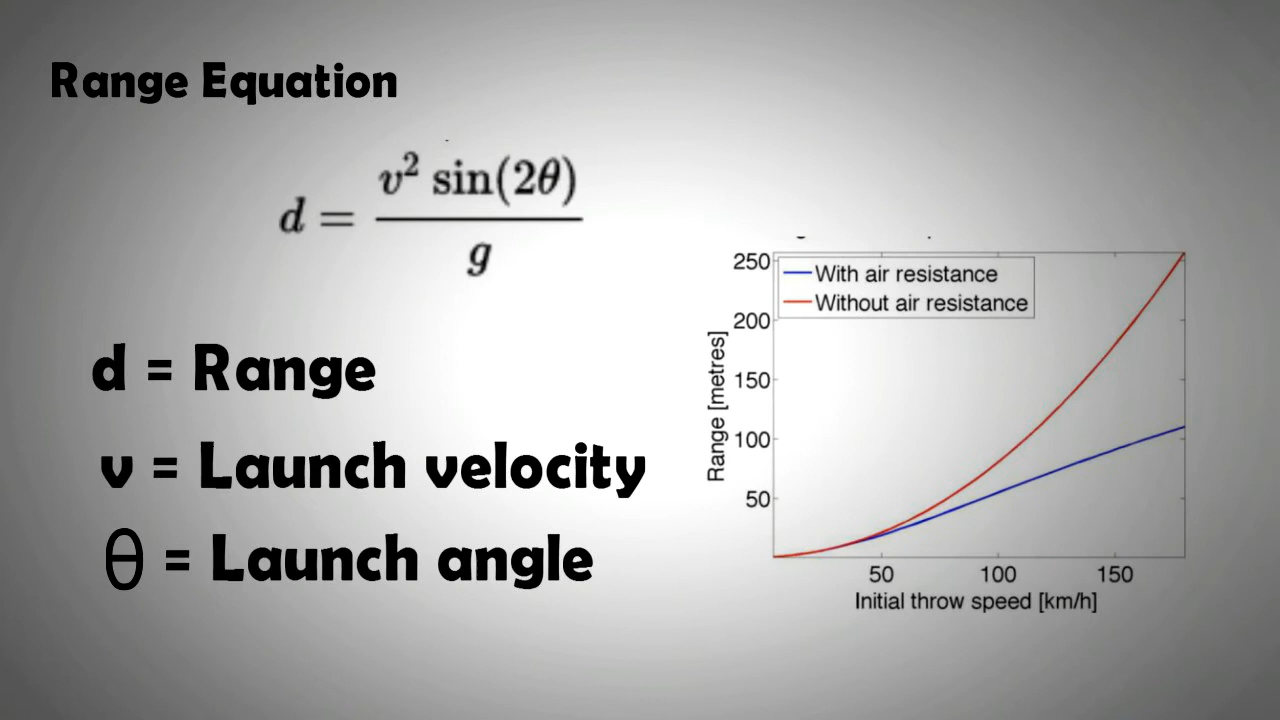 Range Equation
d = v² sin(2θ) / g
d = Range
v = Launch velocity
θ = Launch angle
With air resistance
Without air resistance
250
200
150
100
50
Range [metres]
50 100 150
Initial throw speed [km/h]